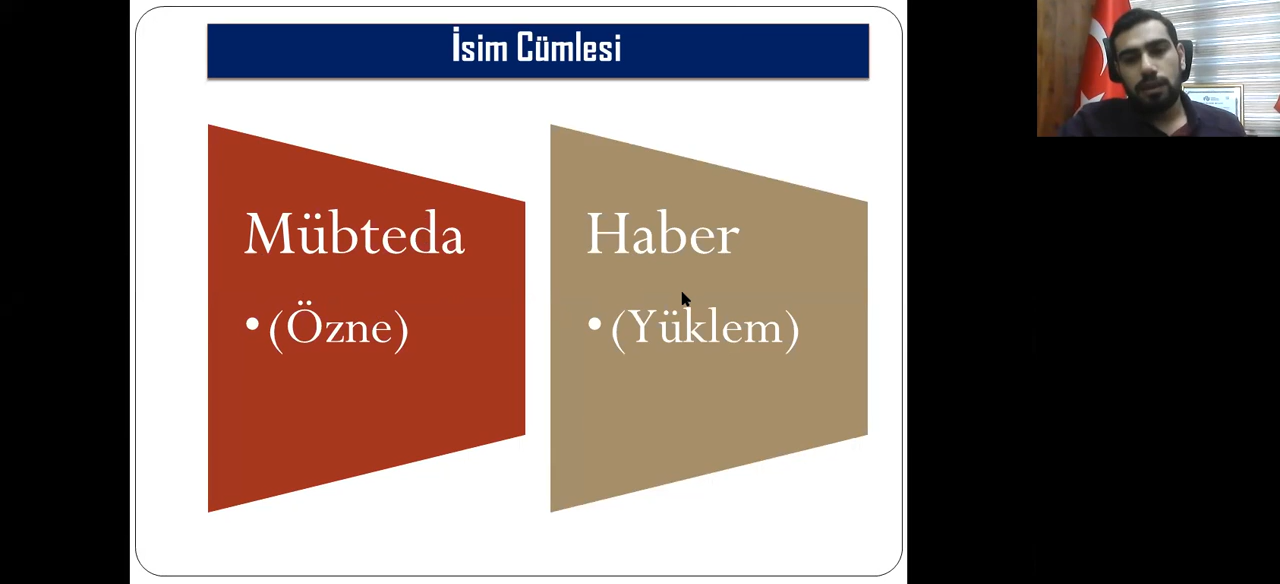 İsim Cümlesi
Mübteda
• (Özne)
Haber
• (Yüklem)